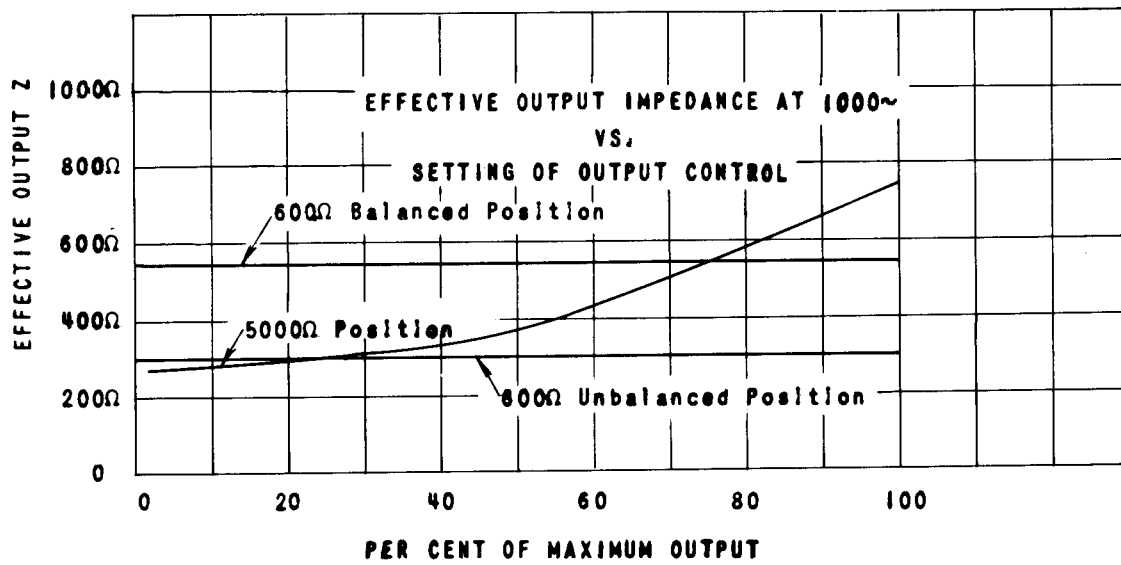 EFFECTIVE OUTPUT Z
1000Ω
800Ω
600Ω
400Ω
200Ω
0
EFFECTIVE OUTPUT IMPEDANCE AT 1000~
VS.
SETTING OF OUTPUT CONTROL
600Ω Balanced Position
5000Ω Position
600Ω Unbalanced Position
0 20 40 60 80 100
PER CENT OF MAXIMUM OUTPUT